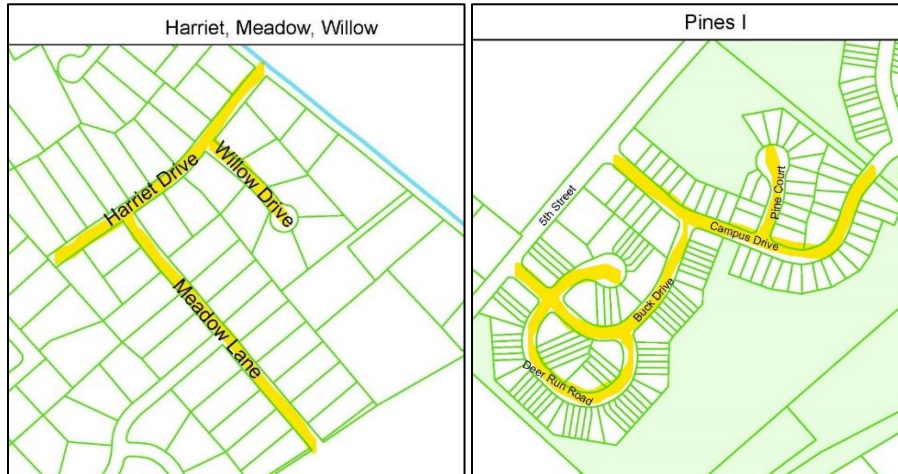 Harriet, Meadow, Willow
Harriet Drive
Willow Drive
Meadow Lane
Pines I
5th Street
Pine Court
Campus Drive
Buck Drive
Deer Run Road